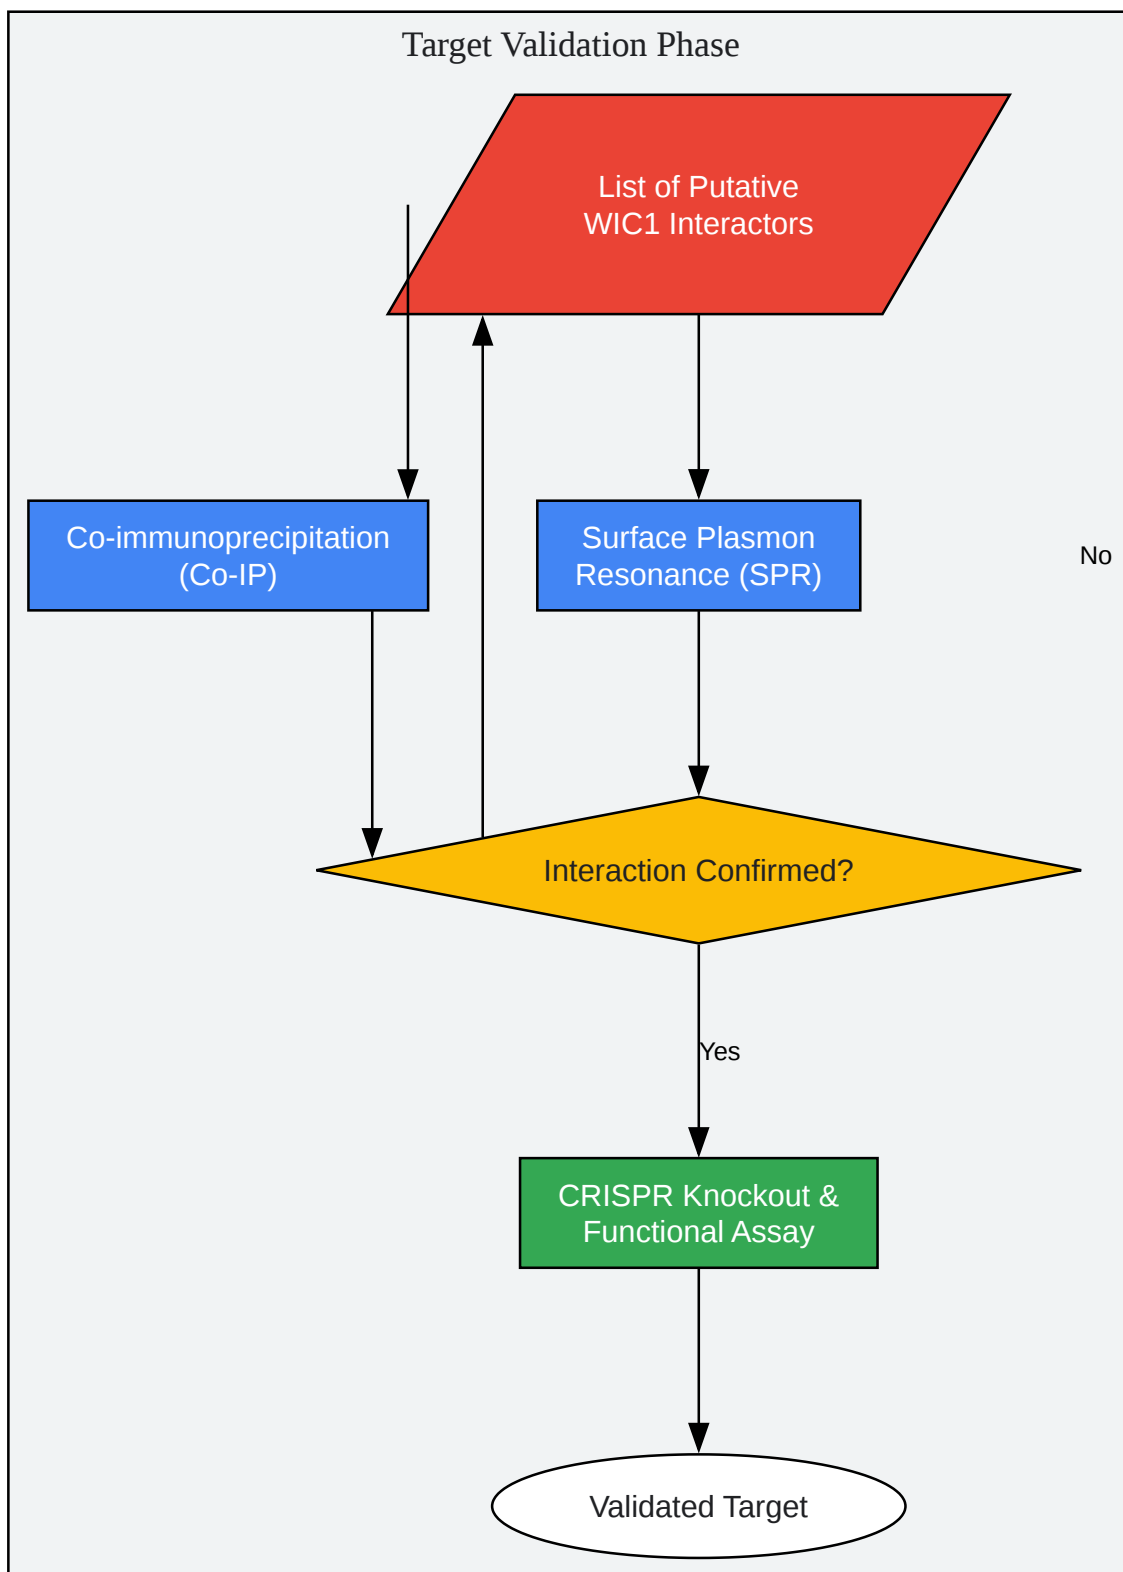 Target Validation Phase
List of Putative
WIC1 Interactors
Co-immunoprecipitation
(Co-IP)
Surface Plasmon
Resonance (SPR)
No
Interaction Confirmed?
Yes
CRISPR Knockout &
Functional Assay
Validated Target